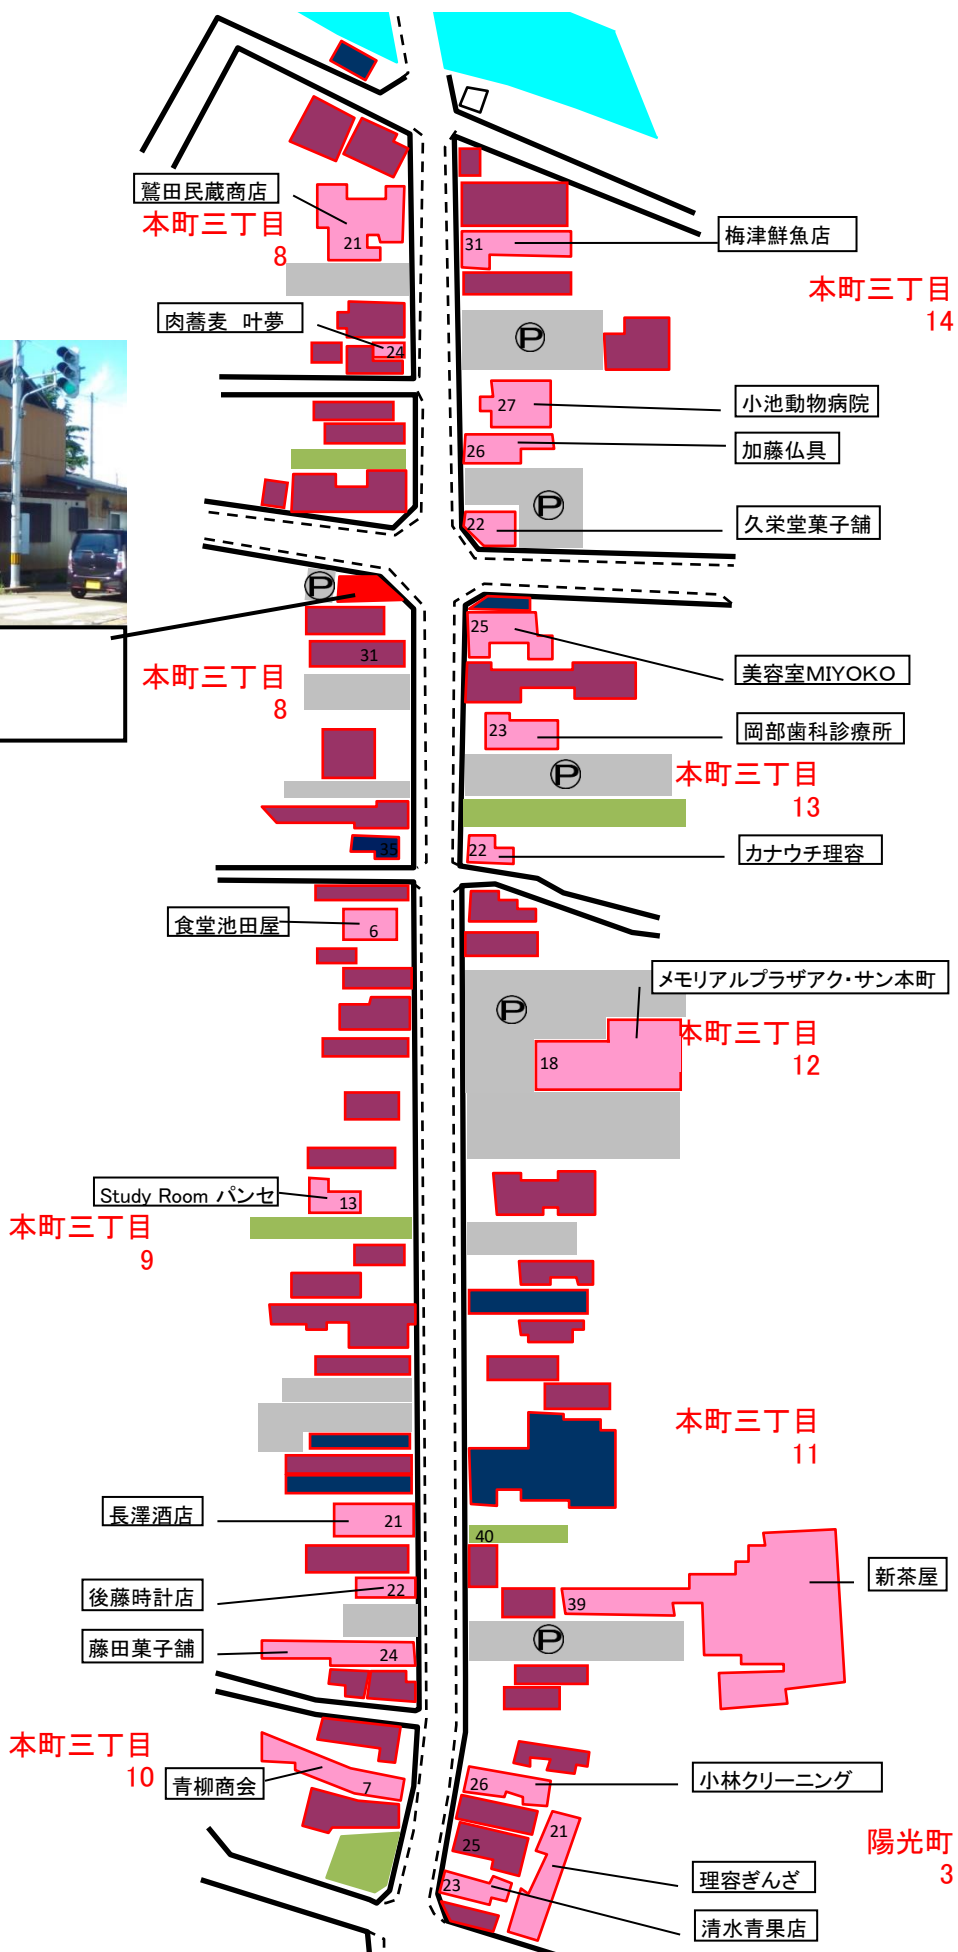 鷲田民蔵商店
本町三丁目
8
21
31
梅津鮮魚店
本町三丁目
14
肉蕎麦 叶夢
24
P
27
小池動物病院
26
加藤仏具
P
22
久栄堂菓子舗
P
25
31
本町三丁目
8
美容室MIYOKO
23
岡部歯科診療所
P
本町三丁目
13
35
22
カナウチ理容
食堂池田屋
6
メモリアルプラザアク・サン本町
P
本町三丁目
12
18
Study Room パンセ
13
本町三丁目
9
本町三丁目
11
長澤酒店
21
40
新茶屋
後藤時計店
22
39
藤田菓子舗
24
P
本町三丁目
10
青柳商会
7
26
小林クリーニング
21
25
陽光町
3
23
理容ぎんざ
清水青果店